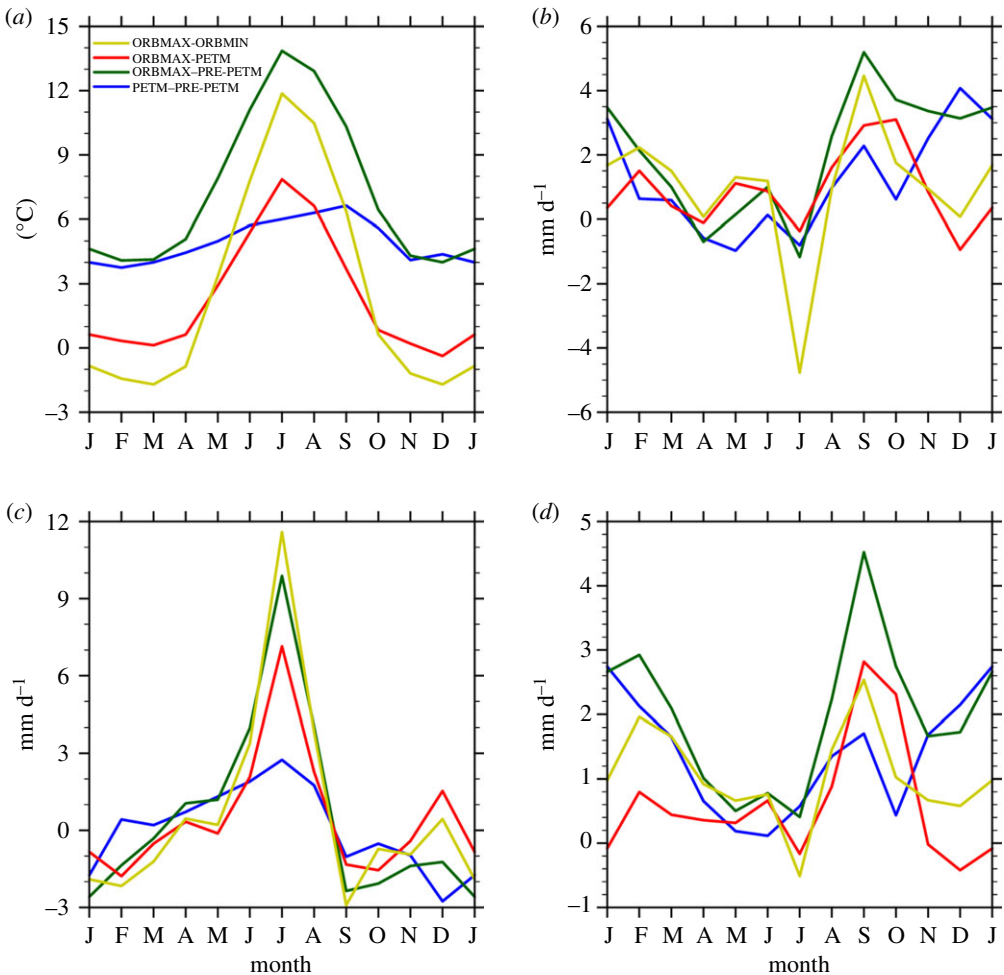 (a)
15
12
9
6
3
0
–3
(°C)
ORBMAX-ORBMIN
ORBMAX-PETM
ORBMAX–PRE-PETM
PETM–PRE-PETM
J F M A M J J A S O N D J
(b)
6
4
2
0
–2
–4
–6
mm d–1
J F M A M J J A S O N D J
(c)
12
9
6
3
0
–3
mm d–1
J F M A M J J A S O N D J
month
(d)
5
4
3
2
1
0
–1
mm d–1
J F M A M J J A S O N D J
month